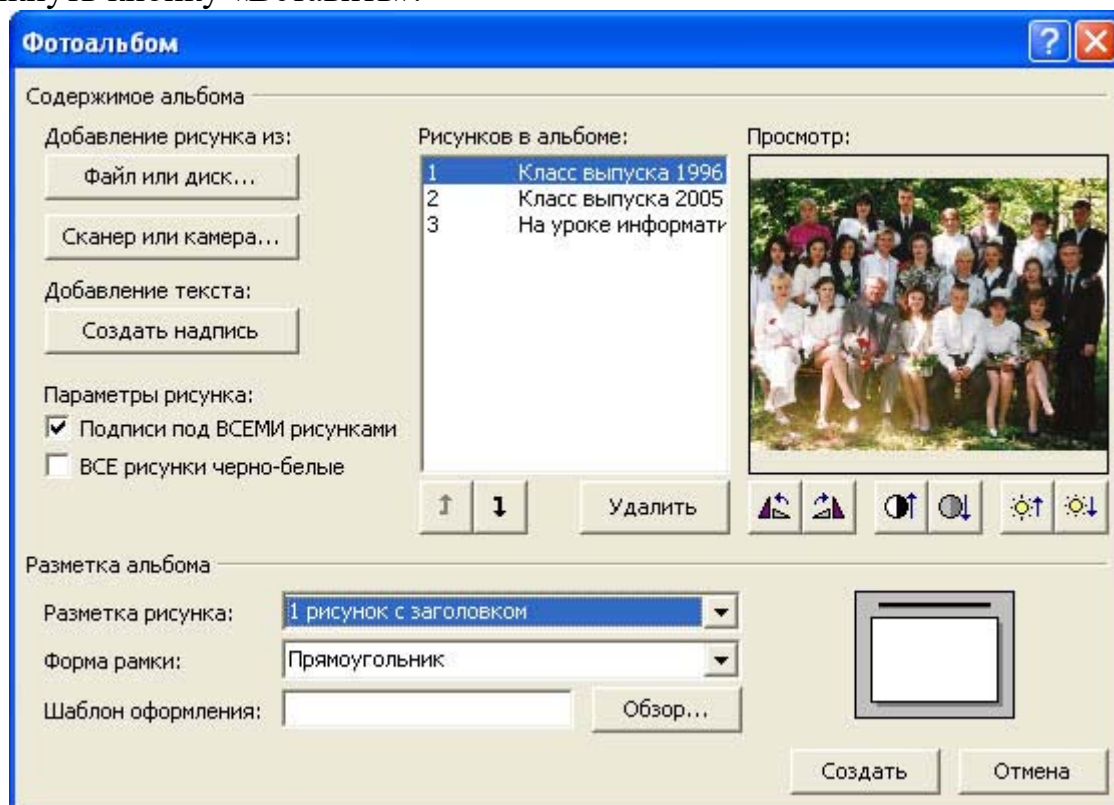 кнопку «Вставить».
Фотоальбом
Содержимое альбома
Добавление рисунка из:
Файл или диск...
Сканер или камера...
Добавление текста:
Создать надпись
Параметры рисунка:
Подписи под ВСЕМИ рисунками
ВСЕ рисунки черно-белые
Рисунков в альбоме:
1 Класс выпуска 1996
2 Класс выпуска 2005
3 На уроке информати
Удалить
Просмотр:
Разметка альбома
Разметка рисунка:
1 рисунок с заголовком
Форма рамки:
Прямоугольник
Шаблон оформления:
Обзор...
Создать
Отмена